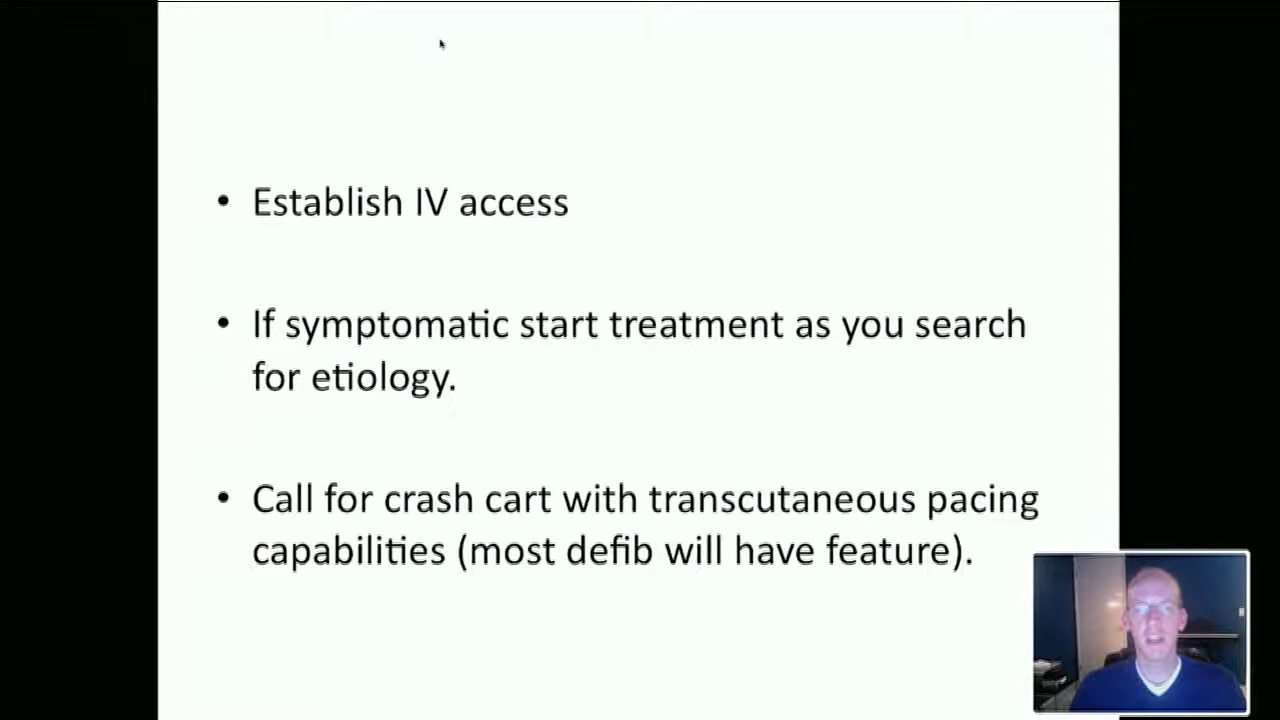 • Establish IV access
• If symptomatic start treatment as you search
for etiology.
• Call for crash cart with transcutaneous pacing
capabilities (most defib will have feature).